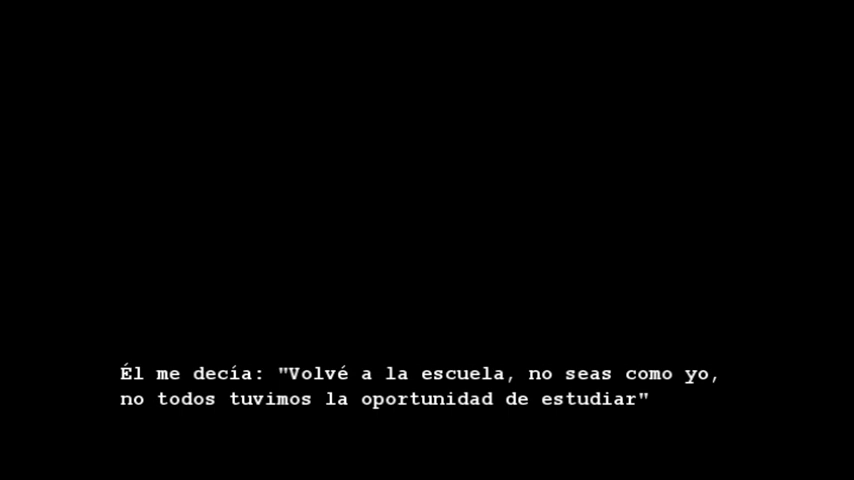 Él me decía: "Volvé a la escuela, no seas como yo,
no todos tuvimos la oportunidad de estudiar"